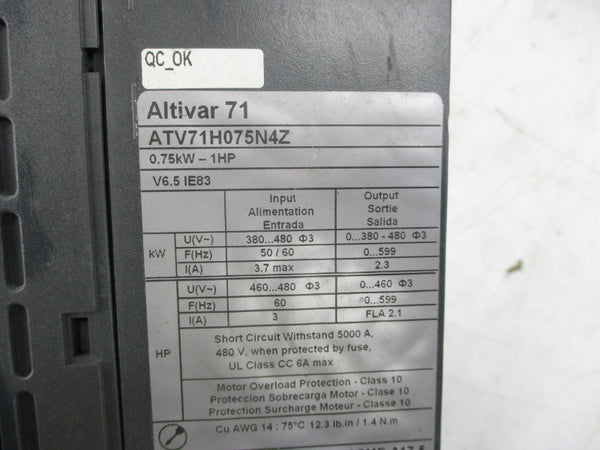 QC_OK
Altivar 71
ATV71H075N4Z
0.75kW – 1HP
V6.5 IE83
Input Output
Alimentation Sortie
Entrada Salida
kW U(V~) 380...480 Φ3 0...380 - 480 Φ3
F(Hz) 50 / 60 0...599
I(A) 3.7 max 2.3
HP U(V~) 460...480 Φ3 0...460 Φ3
F(Hz) 60 0...599
I(A) 3 FLA 2.1
Short Circuit Withstand 5000 A,
480 V, when protected by fuse,
UL Class CC 6A max
Motor Overload Protection - Class 10
Proteccion Sobrecarga Motor - Clase 10
Protection Surcharge Moteur - Classe 10
Cu AWG 14 : 75°C 12.3 lb.in / 1.4 N.m